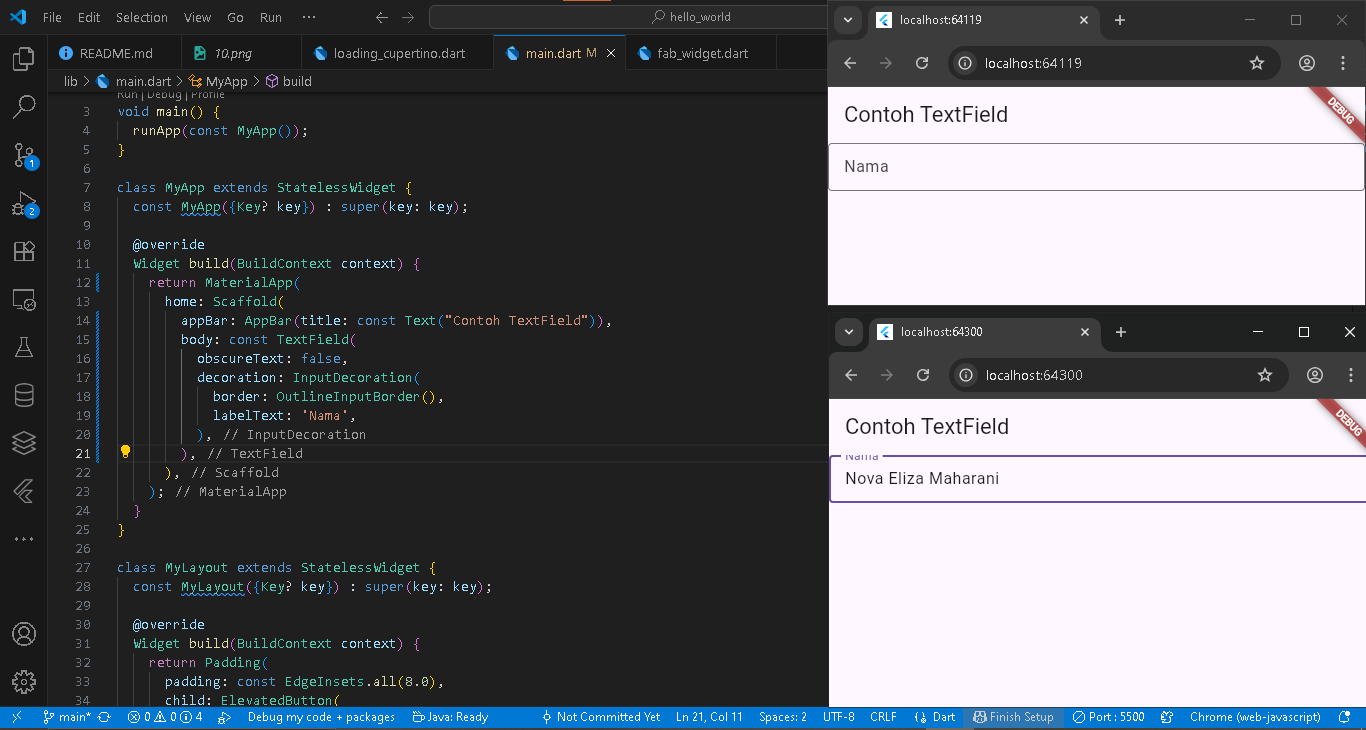 File Edit Selection View Go Run ···
hello_world
README.md
10.png
loading_cupertino.dart
main.dart M
fab_widget.dart
lib > main.dart > MyApp > build
Run | Debug | Profile
3 void main() {
4 runApp(const MyApp());
5 }
6
7 class MyApp extends StatelessWidget {
8 const MyApp({Key? key}) : super(key: key);
9
10 @override
11 Widget build(BuildContext context) {
12 return MaterialApp(
13 home: Scaffold(
14 appBar: AppBar(title: const Text("Contoh TextField")),
15 body: const TextField(
16 obscureText: false,
17 decoration: InputDecoration(
18 border: OutlineInputBorder(),
19 labelText: 'Nama',
20 ), // InputDecoration
21 ), // TextField
22 ), // Scaffold
23 ); // MaterialApp
24 }
25 }
26
27 class MyLayout extends StatelessWidget {
28 const MyLayout({Key? key}) : super(key: key);
29
30 @override
31 Widget build(BuildContext context) {
32 return Padding(
33 padding: const EdgeInsets.all(8.0),
34 child: ElevatedButton(
1
2
main* 0 0 4 Debug my code + packages Java: Ready Not Committed Yet Ln 21, Col 11 Spaces: 2 UTF-8 CRLF Dart Finish Setup Port : 5500 Chrome (web-javascript)
localhost:64119
localhost:64119
Contoh TextField
DEBUG
Nama
localhost:64300
localhost:64300
Contoh TextField
DEBUG
Nama
Nova Eliza Maharani